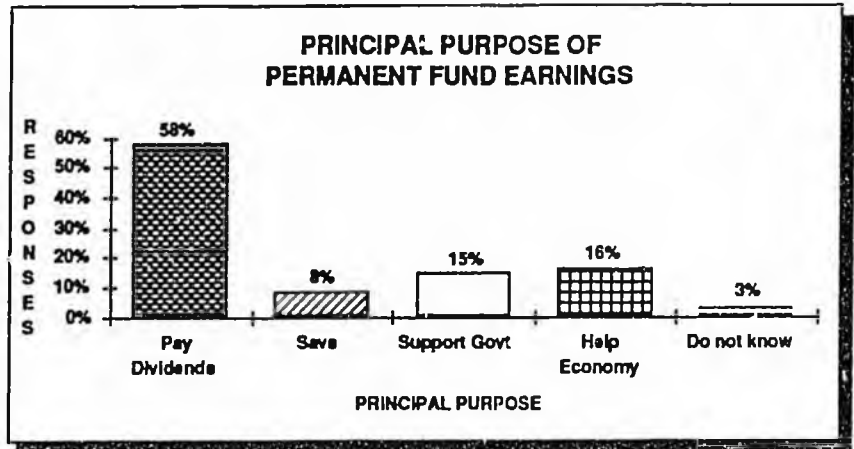 PRINCIPAL PURPOSE OF
PERMANENT FUND EARNINGS
RESPONSES
60%
50%
40%
30%
20%
10%
0%
58%
8%
15%
16%
3%
Pay
Dividends
Save
Support Govt
Help
Economy
Do not know
PRINCIPAL PURPOSE